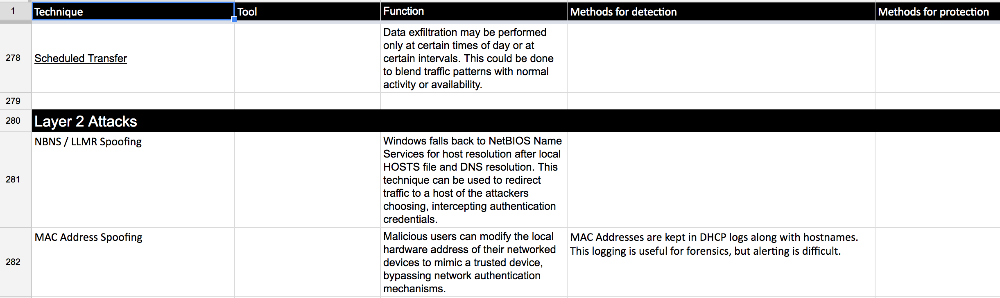 1
Technique
Tool
Function
Methods for detection
Methods for protection
278
Scheduled Transfer
Data exfiltration may be performed
only at certain times of day or at
certain intervals. This could be done
to blend traffic patterns with normal
activity or availability.
279
280
Layer 2 Attacks
281
NBNS / LLMR Spoofing
Windows falls back to NetBIOS Name
Services for host resolution after local
HOSTS file and DNS resolution. This
technique can be used to redirect
traffic to a host of the attackers
choosing, intercepting authentication
credentials.
282
MAC Address Spoofing
Malicious users can modify the local
hardware address of their networked
devices to mimic a trusted device,
bypassing network authentication
mechanisms.
MAC Addresses are kept in DHCP logs along with hostnames.
This logging is useful for forensics, but alerting is difficult.